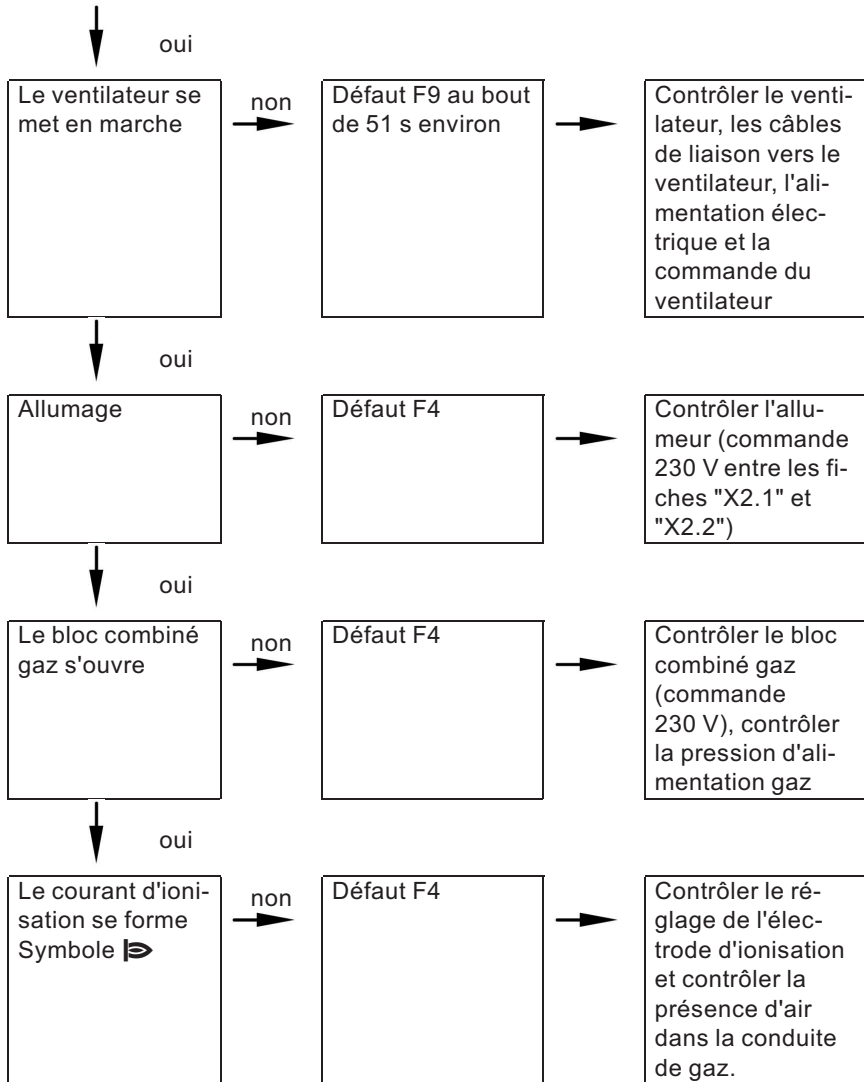 oui
Le ventilateur se
met en marche
non
Défaut F9 au bout
de 51 s environ
Contrôler le venti-
lateur, les câbles
de liaison vers le
ventilateur, l'ali-
mentation élec-
trique et la
commande du
ventilateur
oui
Allumage
non
Défaut F4
Contrôler l'allu-
meur (commande
230 V entre les fi-
ches "X2.1" et
"X2.2")
oui
Le bloc combiné
gaz s'ouvre
non
Défaut F4
Contrôler le bloc
combiné gaz
(commande
230 V), contrôler
la pression d'ali-
mentation gaz
oui
Le courant d'ioni-
sation se forme
Symbole
non
Défaut F4
Contrôler le ré-
glage de l'élec-
trode d'ionisation
et contrôler la
présence d'air
dans la conduite
de gaz.